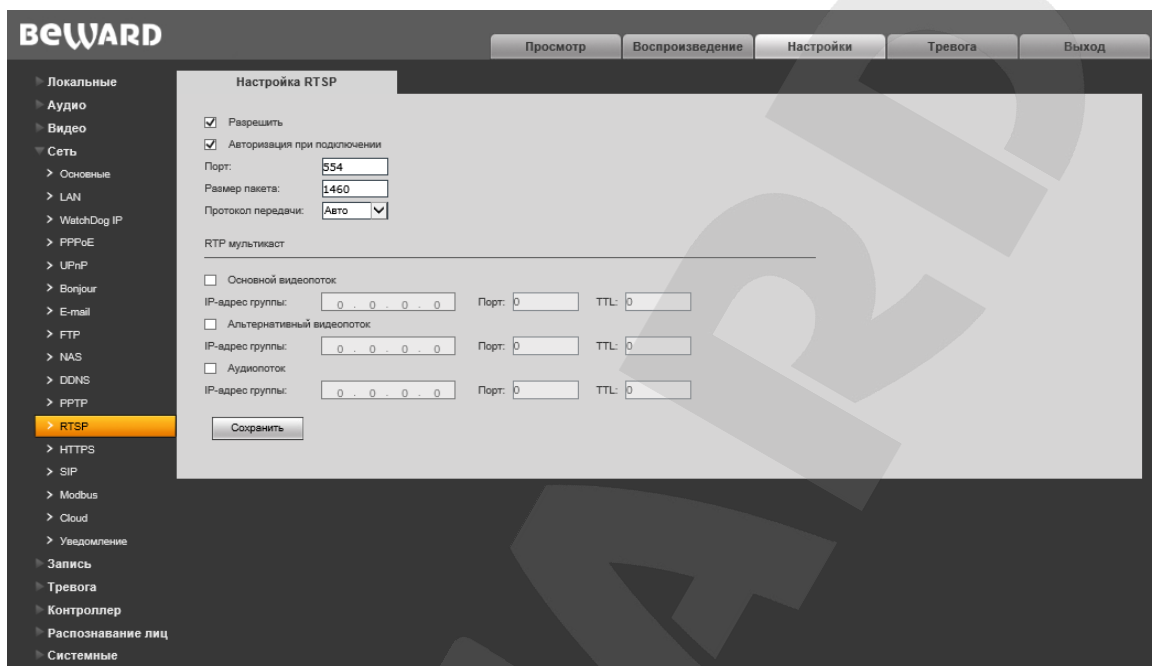 BEWARD
Просмотр Воспроизведение Настройки Тревога Выход
Локальные
Аудио
Видео
Сеть
> Основные
> LAN
> WatchDog IP
> PPPoE
> UPnP
> Bonjour
> E-mail
> FTP
> NAS
> DDNS
> PPTP
> RTSP
> HTTPS
> SIP
> Modbus
> Cloud
> Уведомление
Запись
Тревога
Контроллер
Распознавание лиц
Системные
Настройка RTSP
Разрешить
Авторизация при подключении
Порт: 554
Размер пакета: 1460
Протокол передачи: Авто
RTP мультикаст
Основной видеопоток
IP-адрес группы: 0 . 0 . 0 . 0 Порт: 0 TTL: 0
Альтернативный видеопоток
IP-адрес группы: 0 . 0 . 0 . 0 Порт: 0 TTL: 0
Аудиопоток
IP-адрес группы: 0 . 0 . 0 . 0 Порт: 0 TTL: 0
Сохранить